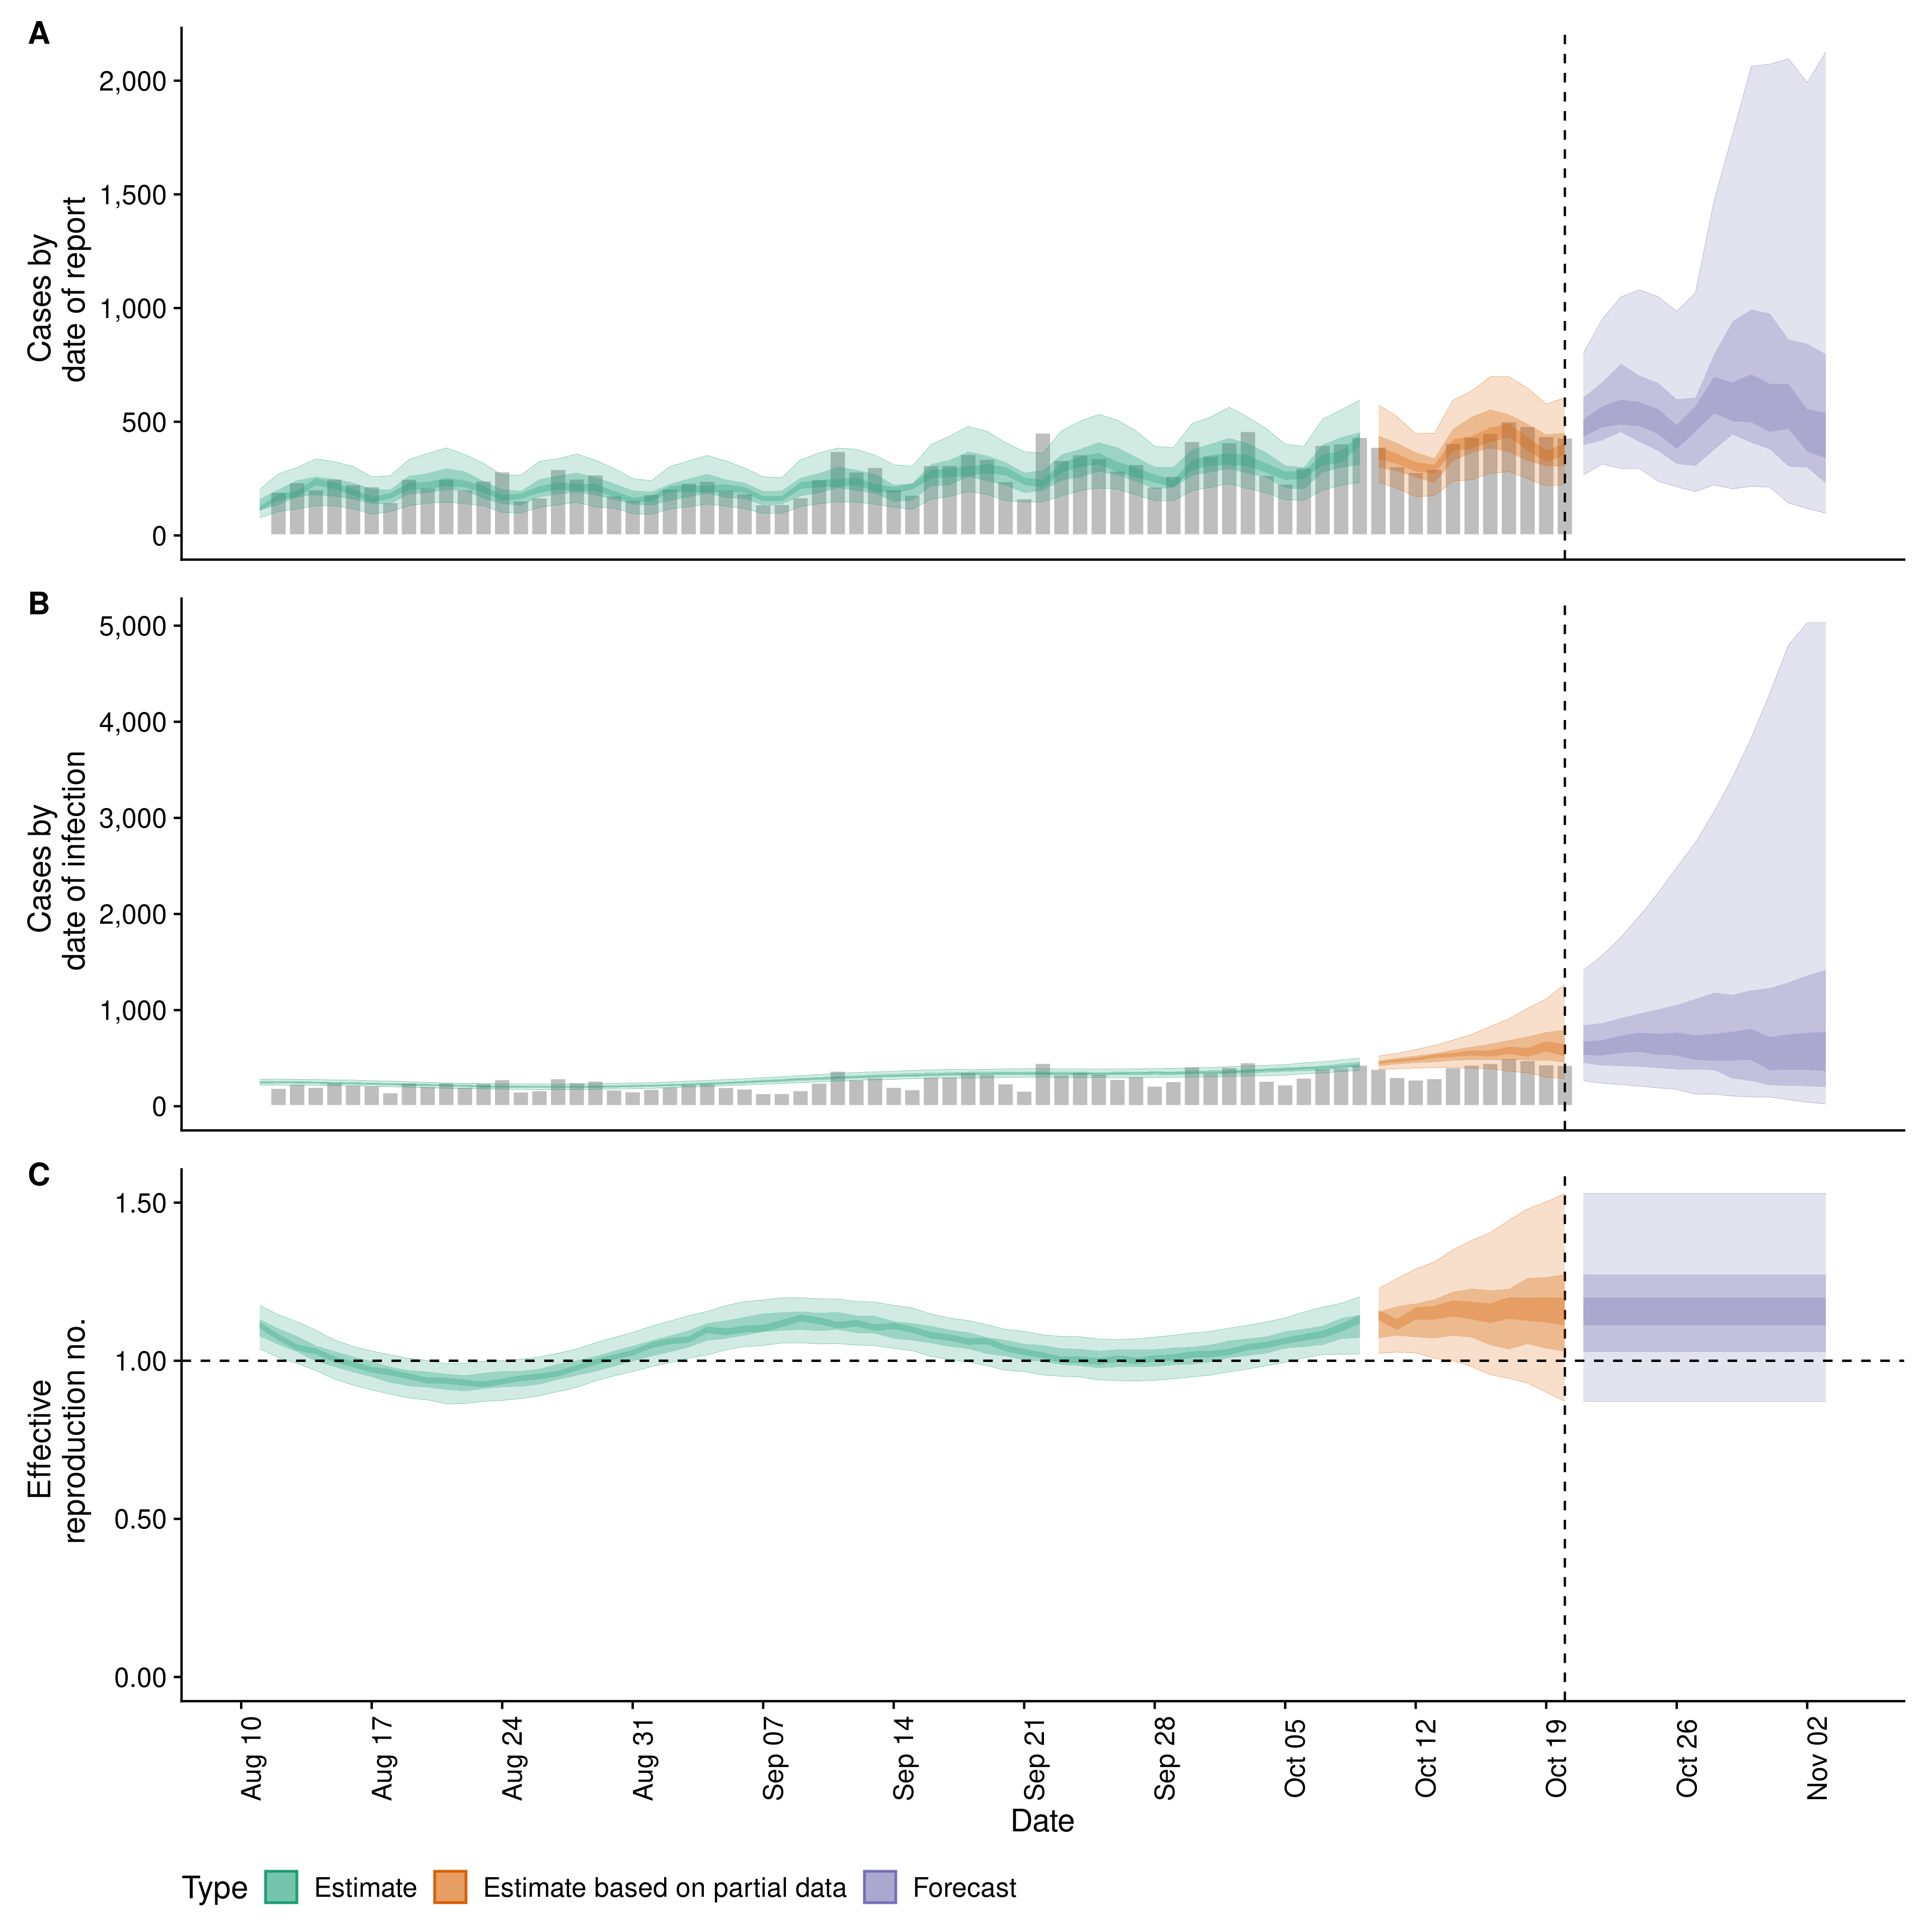 A
Cases by
date of report
2,000
1,500
1,000
500
0
B
Cases by
date of infection
5,000
4,000
3,000
2,000
1,000
0
C
Effective
reproduction no.
1.50
1.00
0.50
0.00
Aug 10
Aug 17
Aug 24
Aug 31
Sep 07
Sep 14
Sep 21
Sep 28
Oct 05
Oct 12
Oct 19
Oct 26
Nov 02
Date
Type Estimate Estimate based on partial data Forecast